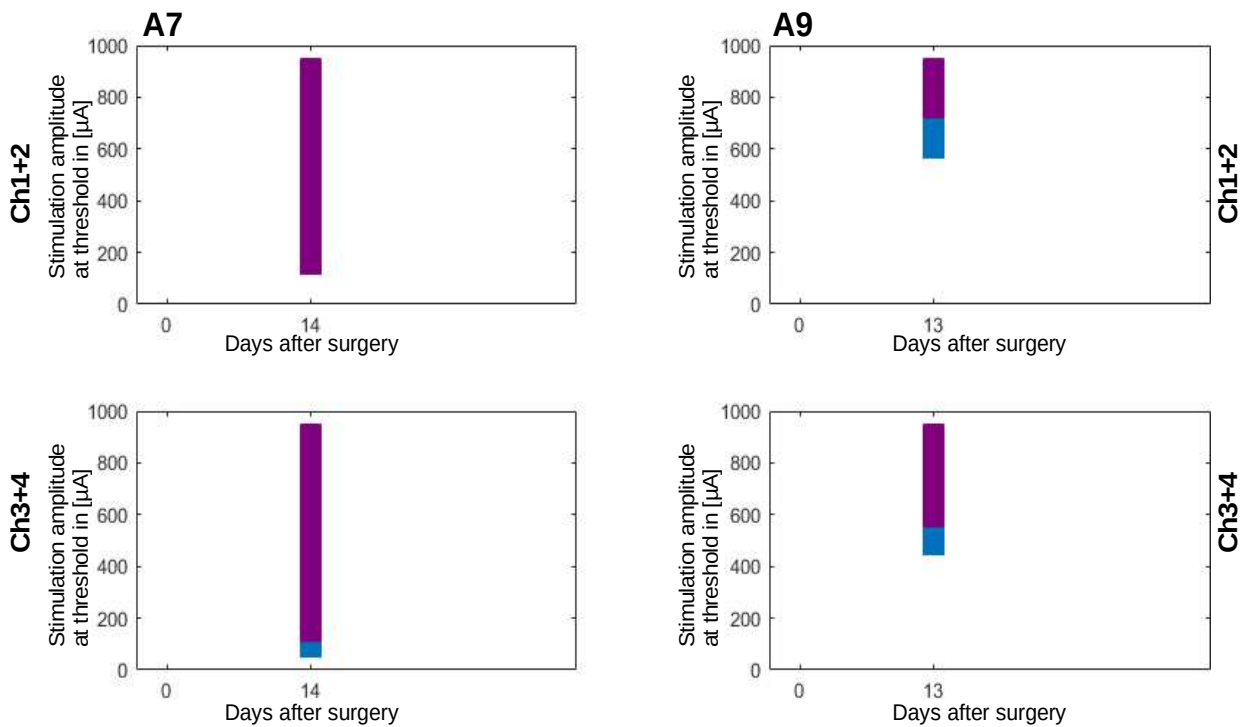 A7
A9
Ch1+2
Stimulation amplitude
at threshold in [µA]
1000
800
600
400
200
0
0
14
Days after surgery
Stimulation amplitude
at threshold in [µA]
1000
800
600
400
200
0
0
13
Days after surgery
Ch1+2
Ch3+4
Stimulation amplitude
at threshold in [µA]
1000
800
600
400
200
0
0
14
Days after surgery
Stimulation amplitude
at threshold in [µA]
1000
800
600
400
200
0
0
13
Days after surgery
Ch3+4